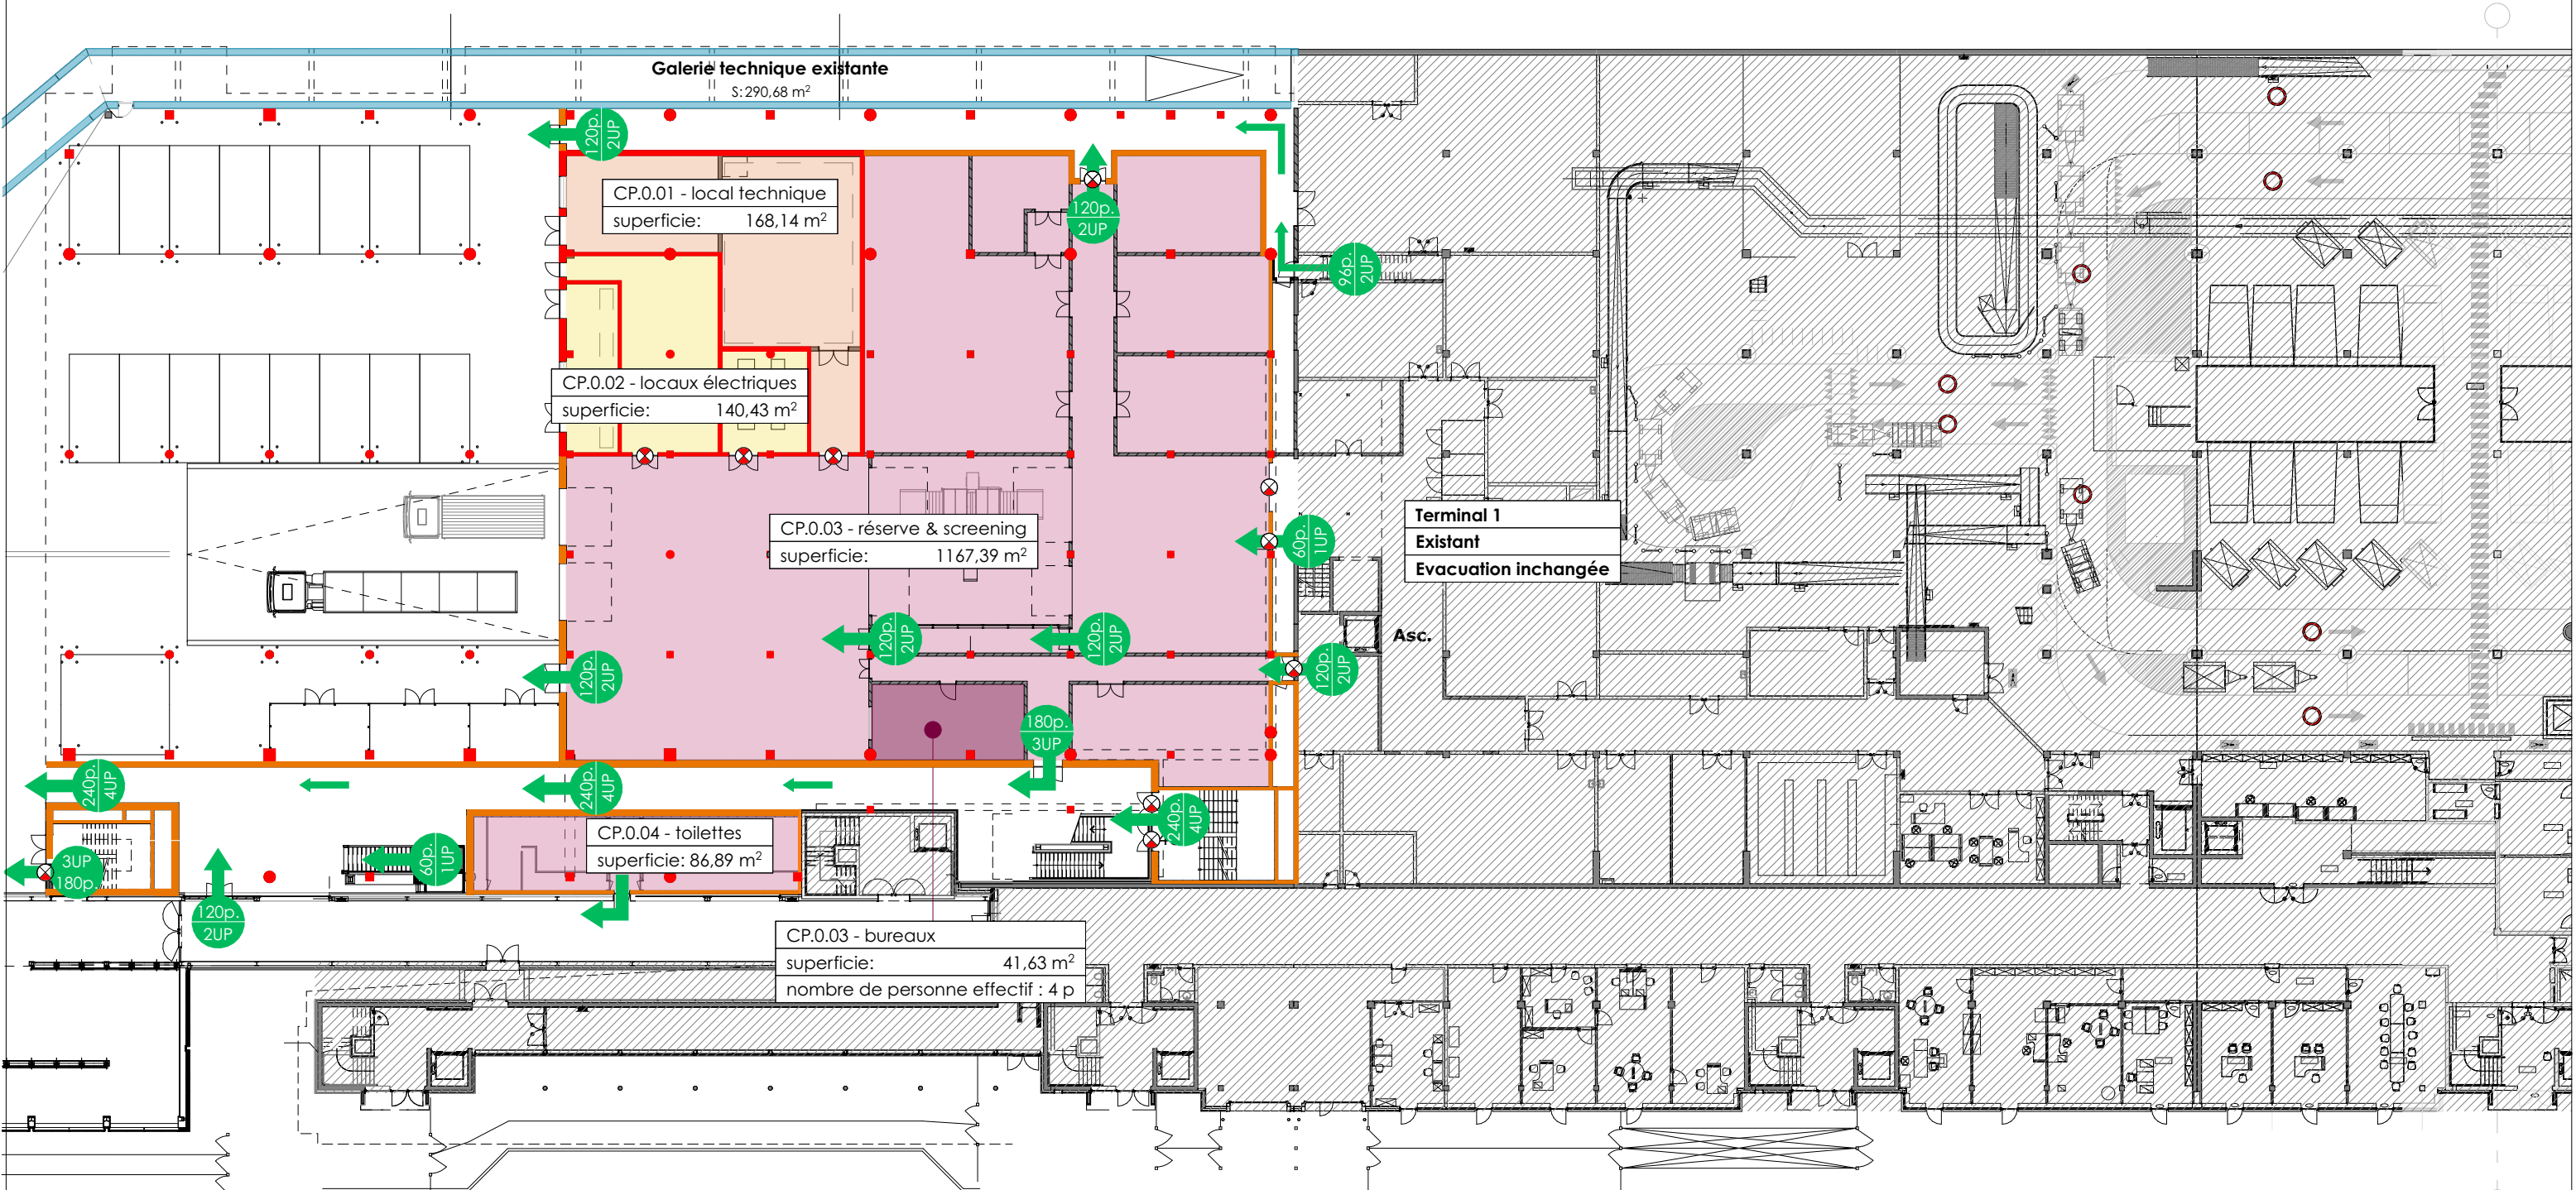 Galerie technique existante
S: 290,68 m²
120p.
2UP
CP.0.01 - local technique
superficie: 168,14 m²
120p.
2UP
96p.
2UP
CP.0.02 - locaux électriques
superficie: 140,43 m²
CP.0.03 - réserve & screening
superficie: 1167,39 m²
60p.
1UP
Terminal 1
Existant
Evacuation inchangée
120p.
2UP
120p.
2UP
Asc.
120p.
2UP
120p.
2UP
180p.
3UP
240p.
4UP
240p.
4UP
240p.
4UP
CP.0.04 - toilettes
superficie: 86,89 m²
60p.
1UP
3UP
180p.
120p.
2UP
CP.0.03 - bureaux
superficie: 41,63 m²
nombre de personne effectif : 4 p